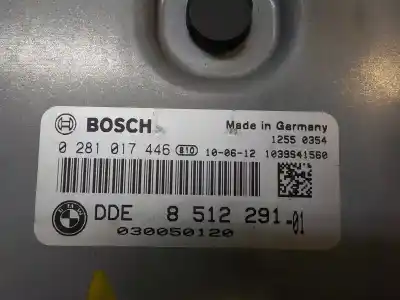 BOSCH
Made in Germany
1255 0354
0 281 017 446 810 10-06-12 1039S41560
DDE 8 512 291-01
030050120